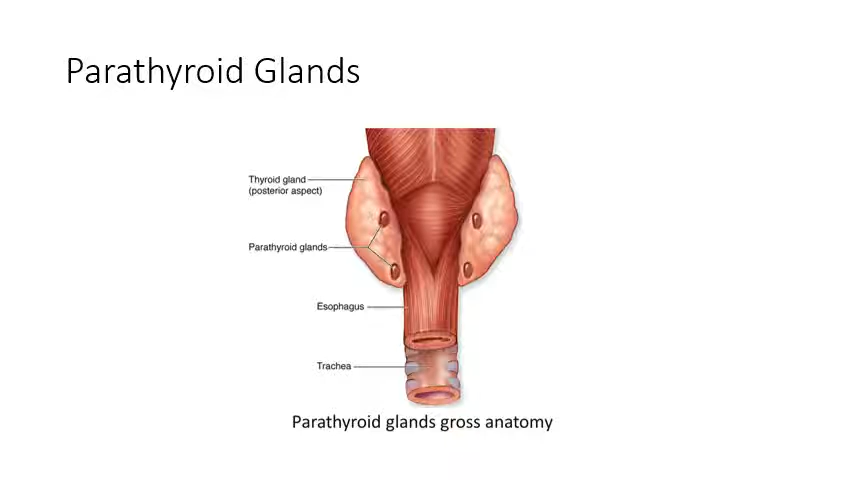 Parathyroid Glands
Thyroid gland
(posterior aspect)
Parathyroid glands
Esophagus
Trachea
Parathyroid glands gross anatomy